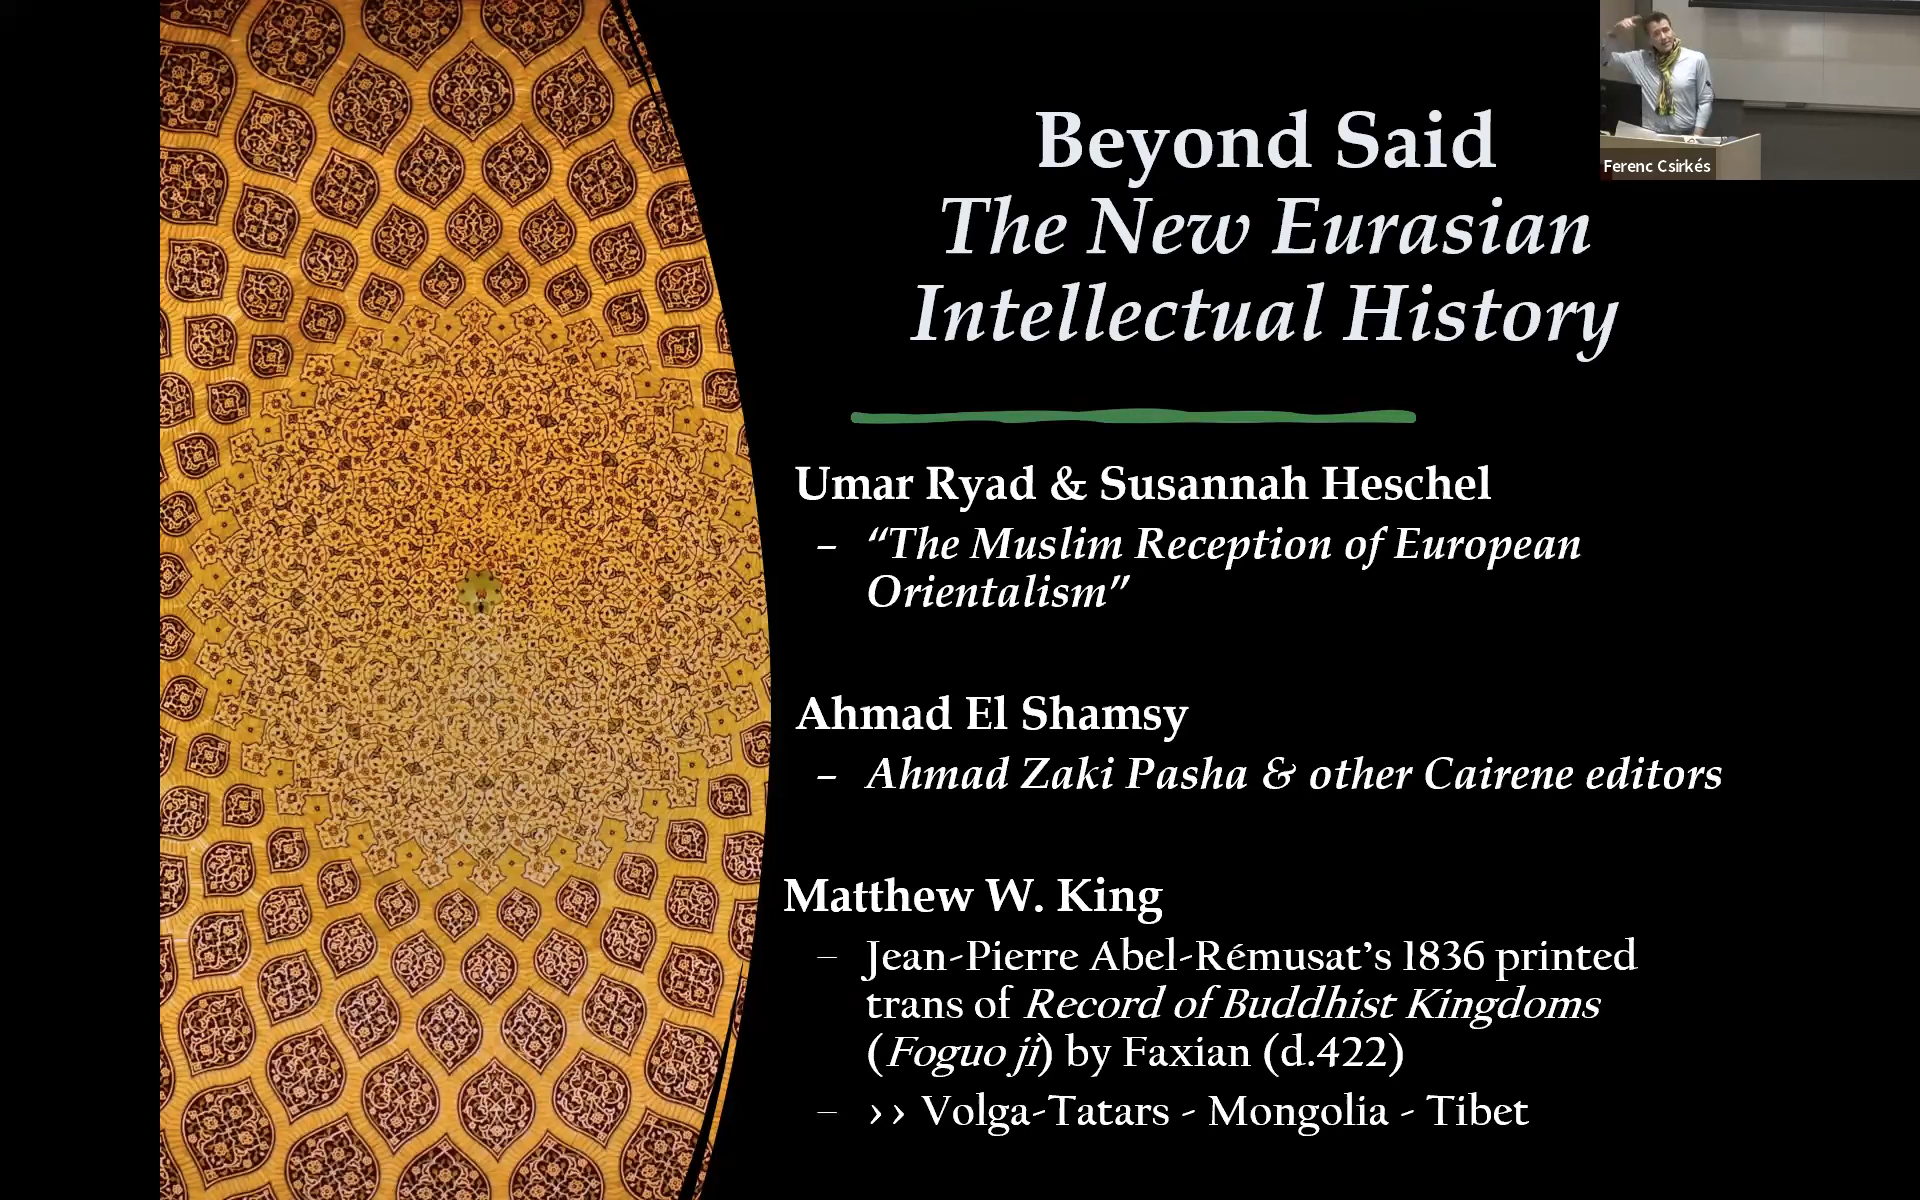 Beyond Said
The New Eurasian
Intellectual History
Ferenc Csirkés
Umar Ryad & Susannah Heschel
– “The Muslim Reception of European
Orientalism”
Ahmad El Shamsy
– Ahmad Zaki Pasha & other Cairene editors
Matthew W. King
– Jean-Pierre Abel-Rémusat’s 1836 printed
trans of Record of Buddhist Kingdoms
(Foguo ji) by Faxian (d.422)
– ›› Volga-Tatars - Mongolia - Tibet